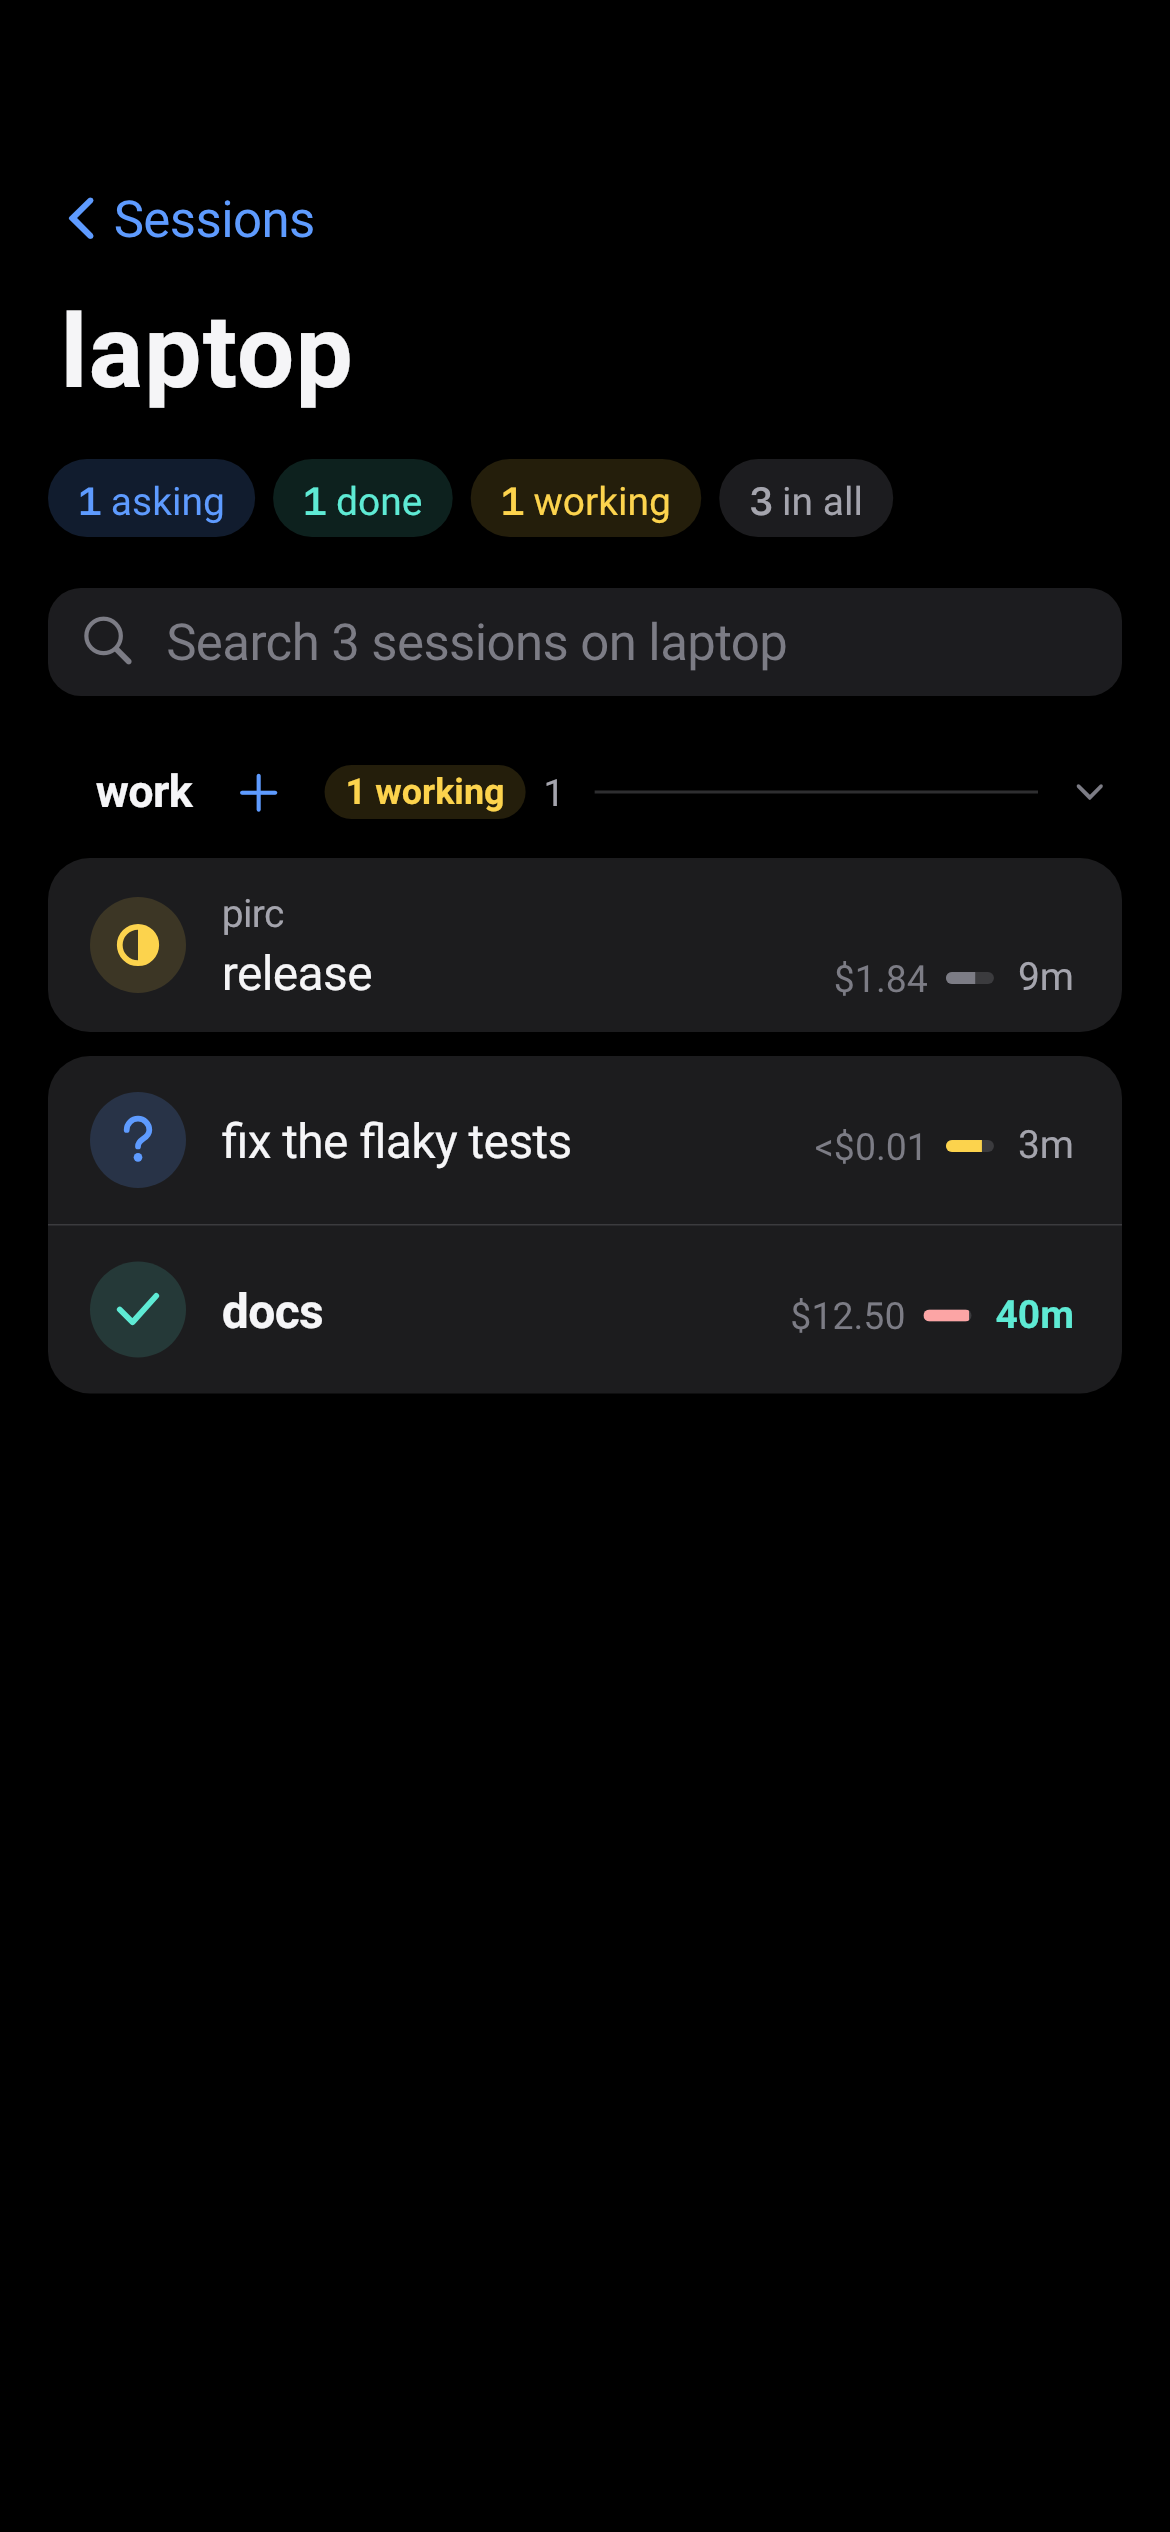 Sessions
laptop
1 asking 1 done 1 working 3 in all
Search 3 sessions on laptop
work 1 working 1
pirc
release $1.84 9m
fix the flaky tests <$0.01 3m
docs $12.50 40m